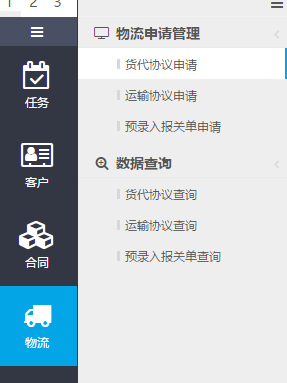 1 2 3
任务
客户
合同
物流
物流申请管理
货代协议申请
运输协议申请
预录入报关单申请
数据查询
货代协议查询
运输协议查询
预录入报关单查询